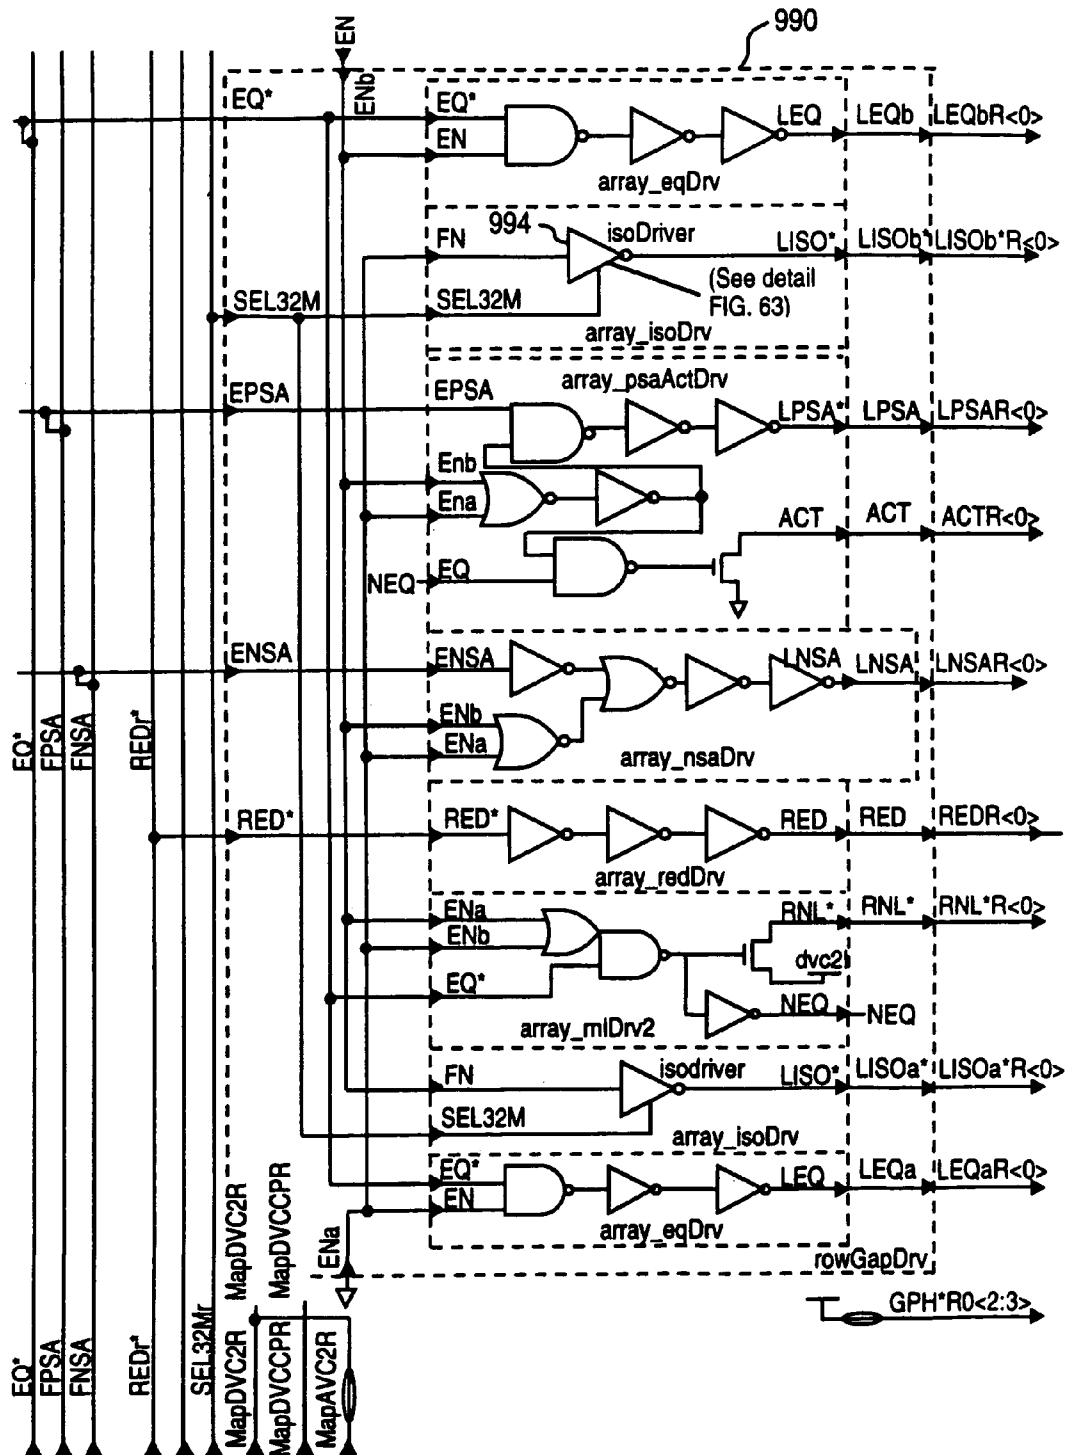 990
EN
ENb
EQ*
EQ*
EN
LEQ
LEQb
LEQbR<0>
array_eqDrv
994
FN
isoDriver
LISO*
LISOb*
LISOb*R<0>
(See detail
FIG. 63)
SEL32M
SEL32M
array_isoDrv
array_psaActDrv
EPSA
EPSA
LPSA*
LPSA
LPSAR<0>
Enb
Ena
ACT
ACT
ACTR<0>
NEQ
EQ
ENSA
ENSA
LNSA
LNSA
LNSAR<0>
ENb
ENa
array_nsaDrv
EQ*
FPSA
FNSA
REDr*
RED*
RED*
RED
RED
REDR<0>
array_redDrv
ENa
ENb
RNL*
RNL*
RNL*R<0>
dvc2
EQ*
NEQ
NEQ
array_mlDrv2
FN
isodriver
LISO*
LISOa*
LISOa*R<0>
SEL32M
array_isoDrv
EQ*
EN
LEQ
LEQa
LEQaR<0>
array_eqDrv
ENa
MapDVC2R
MapDVCCPR
rowGapDrv
GPH*R0<2:3>
EQ*
FPSA
FNSA
REDr*
SEL32Mr
MapDVC2R
MapDVCCPR
MapAVC2R